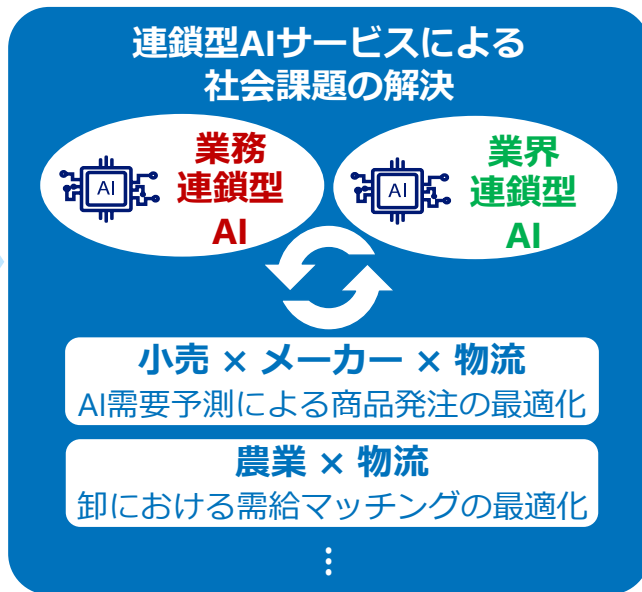 連鎖型AIサービスによる
社会課題の解決
AI
業務
連鎖型
AI
AI
業界
連鎖型
AI
小売 × メーカー × 物流
AI需要予測による商品発注の最適化
農業 × 物流
卸における需給マッチングの最適化
⋮